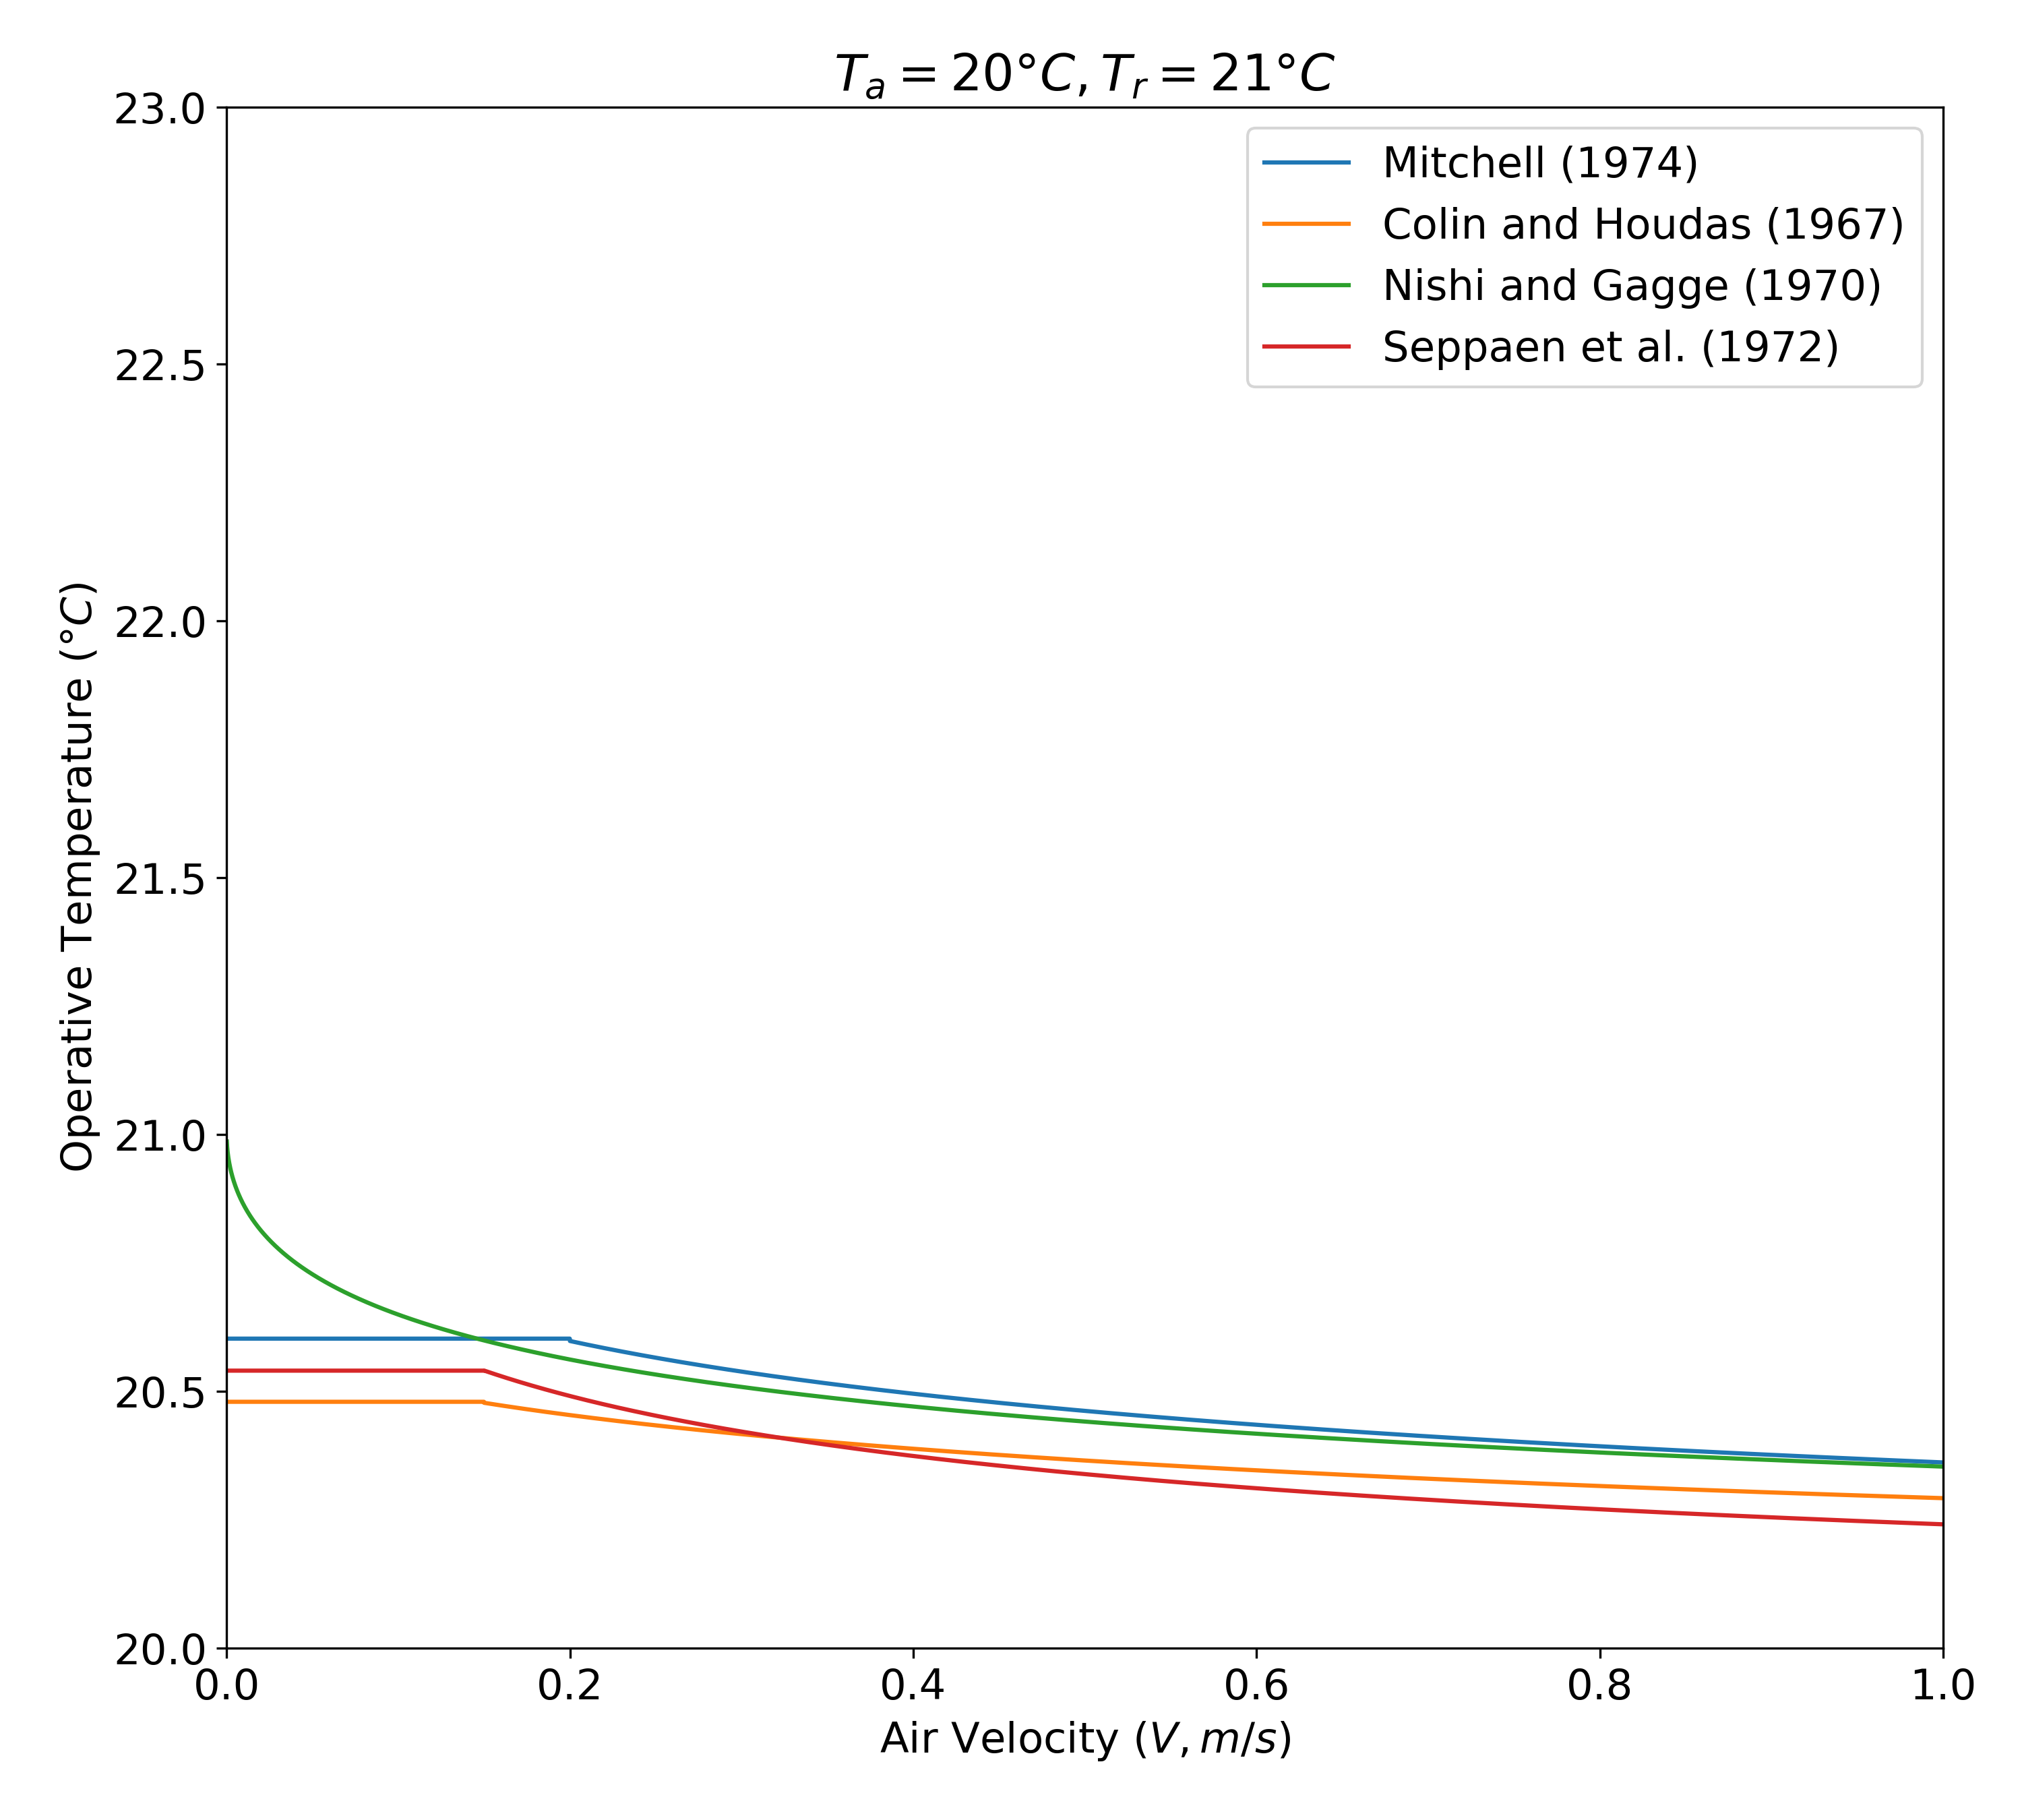 T_a = 20°C, T_r = 21°C
23.0
22.5
22.0
21.5
21.0
20.5
20.0
Operative Temperature (°C)
Mitchell (1974)
Colin and Houdas (1967)
Nishi and Gagge (1970)
Seppaen et al. (1972)
0.0 0.2 0.4 0.6 0.8 1.0
Air Velocity (V, m/s)